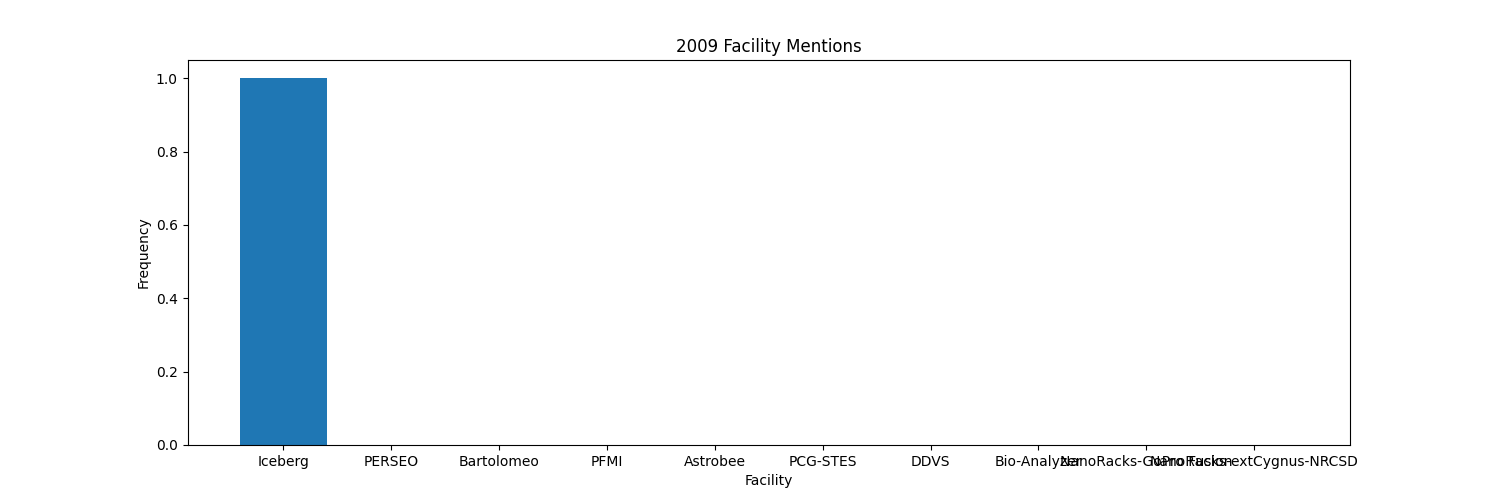 2009 Facility Mentions
Frequency
1.0
0.8
0.6
0.4
0.2
0.0
Iceberg PERSEO Bartolomeo PFMI Astrobee PCG-STES DDVS Bio-Analyzer
Facility